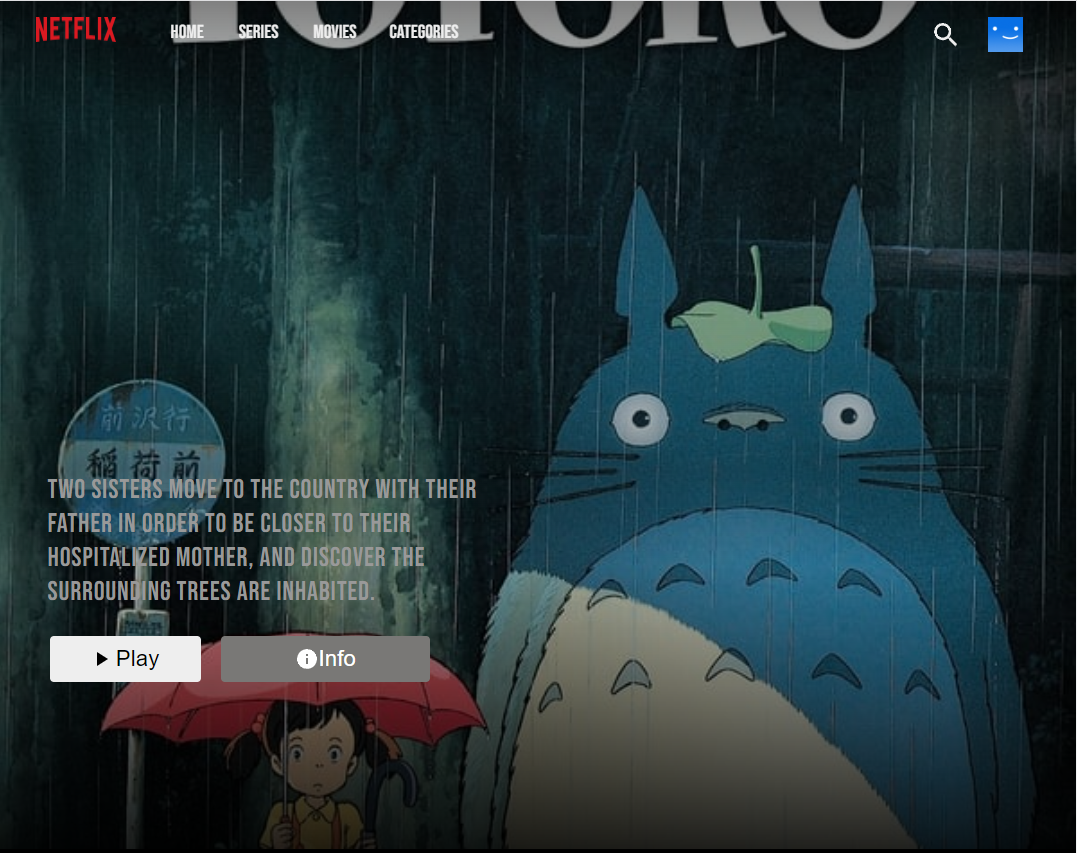 TOTORO
NETFLIX HOME SERIES MOVIES CATEGORIES
前沢行
稲荷前
TWO SISTERS MOVE TO THE COUNTRY WITH THEIR
FATHER IN ORDER TO BE CLOSER TO THEIR
HOSPITALIZED MOTHER, AND DISCOVER THE
SURROUNDING TREES ARE INHABITED.
Play Info